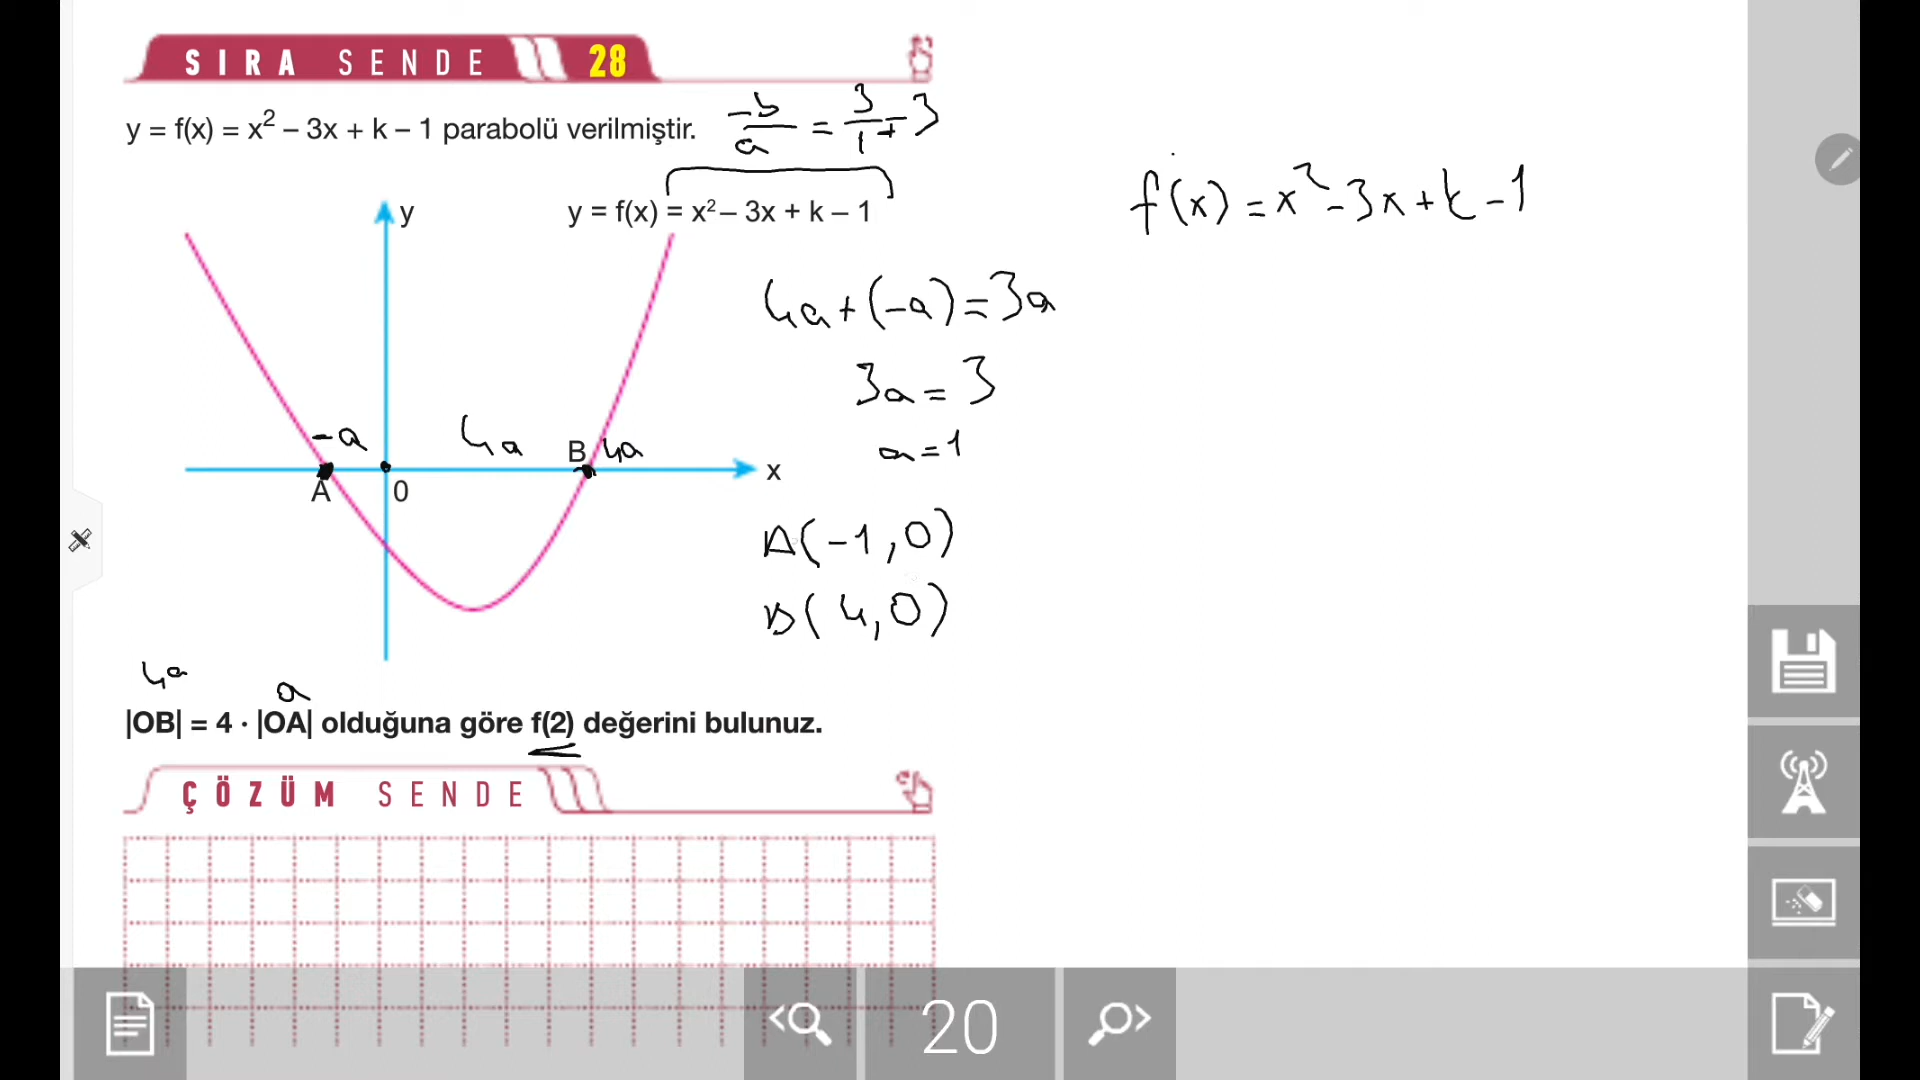 SIRA SENDE 28
y = f(x) = x² – 3x + k – 1 parabolü verilmiştir.
-b/a = 3/1 = 3
y
y = f(x) = x² – 3x + k – 1
f(x) = x² - 3x + k - 1
4a + (-a) = 3a
3a = 3
-a
4a
B
4a
a = 1
x
A
0
A(-1, 0)
B(4, 0)
4a
a
|OB| = 4 · |OA| olduğuna göre f(2) değerini bulunuz.
ÇÖZÜM SENDE
20